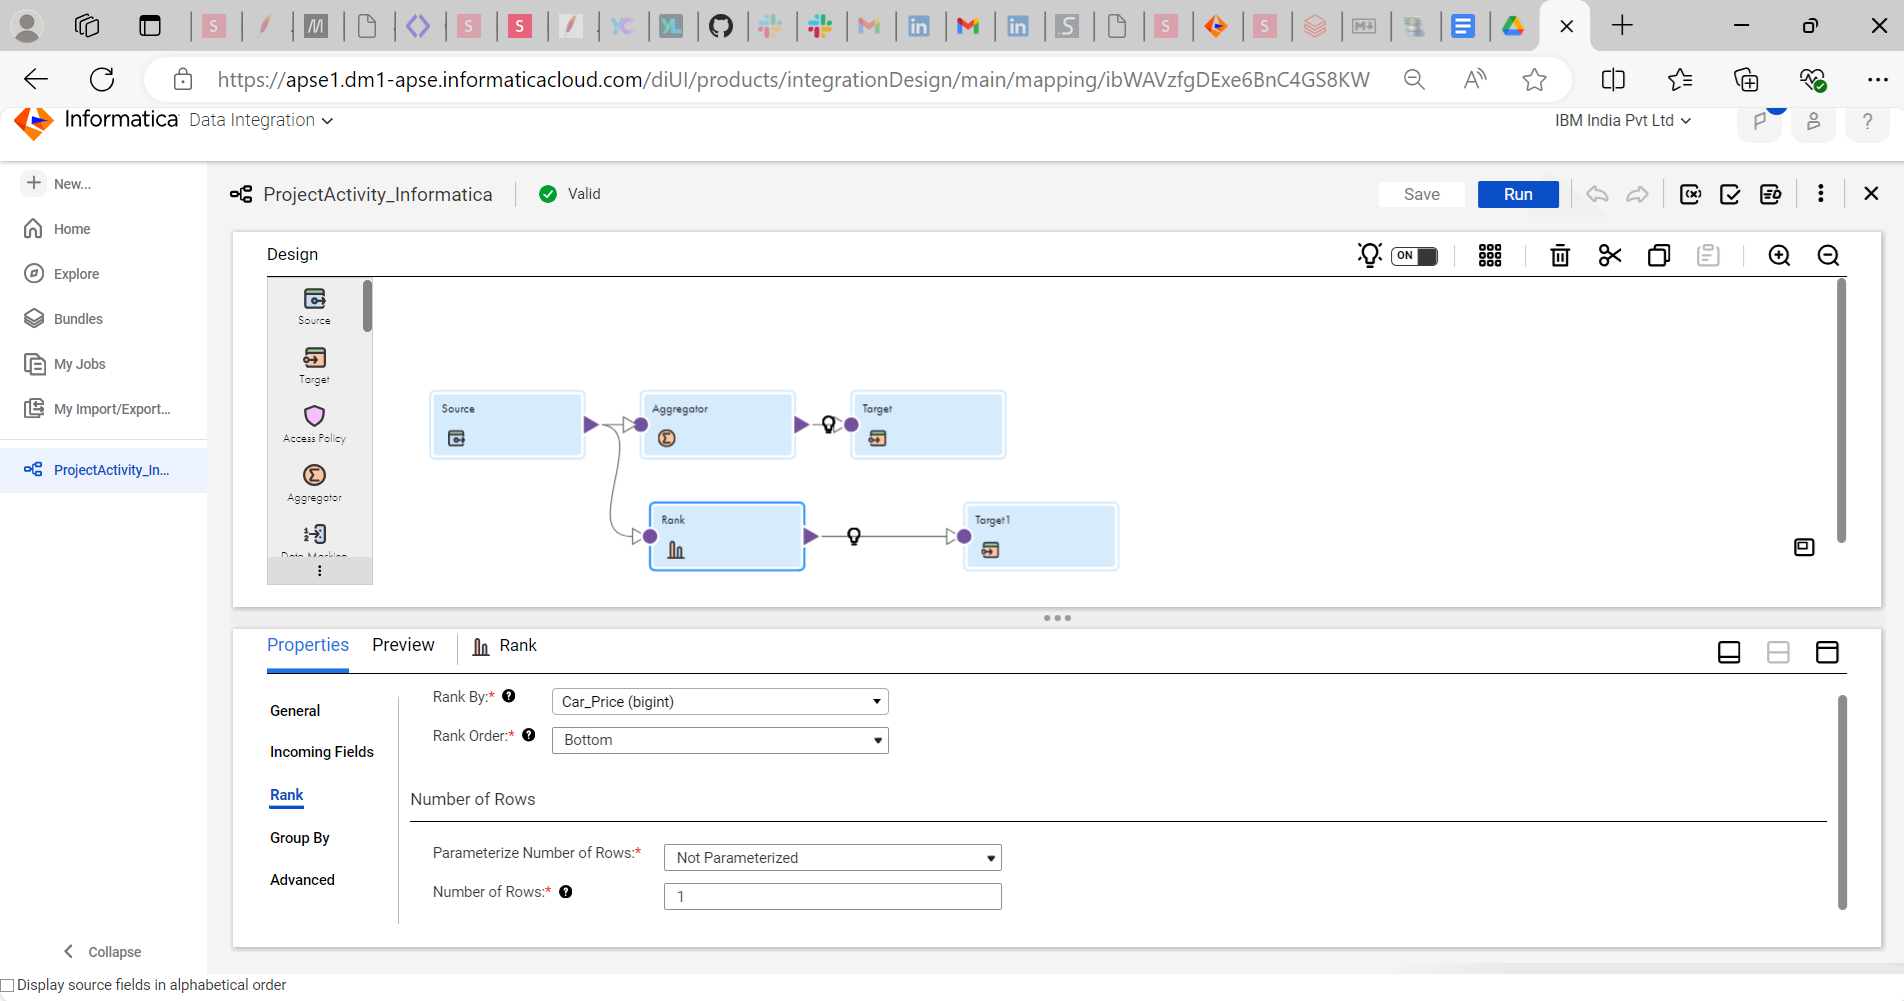 https://apse1.dm1-apse.informaticacloud.com/diUI/products/integrationDesign/main/mapping/ibWAVzfgDExe6BnC4GS8KW
Informatica Data Integration
IBM India Pvt Ltd
New...
Home
Explore
Bundles
My Jobs
My Import/Export...
ProjectActivity_In...
Collapse
ProjectActivity_Informatica
Valid
Save
Run
Design
ON
Source
Target
Access Policy
Aggregator
Data Masking
Source
Aggregator
Target
Rank
Target1
Properties
Preview
Rank
General
Incoming Fields
Rank
Group By
Advanced
Rank By:*
Car_Price (bigint)
Rank Order:*
Bottom
Number of Rows
Parameterize Number of Rows:*
Not Parameterized
Number of Rows:*
1
Display source fields in alphabetical order